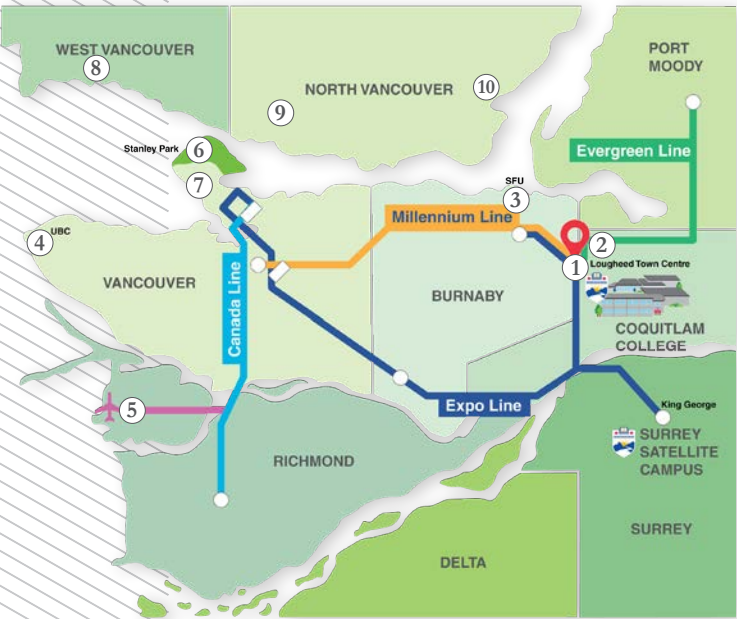 WEST VANCOUVER
8
PORT
MOODY
NORTH VANCOUVER
10
9
Evergreen Line
Stanley Park
6
7
SFU
3
Millennium Line
4
UBC
2
1
Lougheed Town Centre
VANCOUVER
Canada Line
BURNABY
COQUITLAM
COLLEGE
5
Expo Line
King George
SURREY
SATELLITE
CAMPUS
RICHMOND
SURREY
DELTA